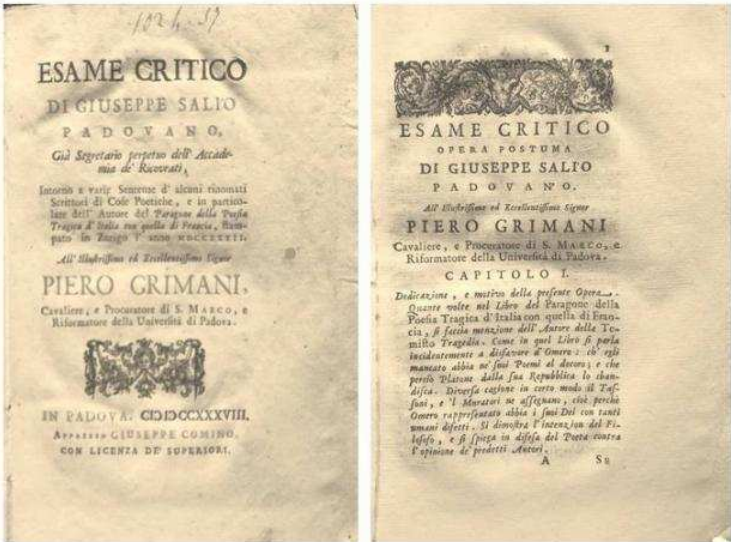 102 h. 37
ESAME CRITICO
DI GIUSEPPE SALIO
PADOVANO,
Già Segretario perpetuo dell' Accade-
mia de' Ricovrati,
Intorno a varie Sentenze d' alcuni rinomati
Scrittori di Cose Poetiche, e in partico-
lare dell' Autore del Paragone della Poesia
Tragica d' Italia con quella di Francia, stam-
pato in Zurigo l' anno MDCCXXXII.
All' Illustrissimo ed Eccellentissimo Signor
PIERO GRIMANI,
Cavaliere, e Procuratore di S. MARCO, e
Riformatore della Università di Padova.
IN PADOVA. CIƆIƆCCXXXVIII.
Appresso GIUSEPPE COMINO.
CON LICENZA DE' SUPERIORI.
1
ESAME CRITICO
OPERA POSTUMA
DI GIUSEPPE SALIO
PADOVANO.
All' Illustrissimo ed Eccellentissimo Signor
PIERO GRIMANI
Cavaliere, e Procuratore di S. MARCO, e
Riformatore della Università di Padova.
CAPITOLO I.
Dedicazione, e motivo della presente Opera.
Quante volte nel Libro del Paragone della
Poesia Tragica d' Italia con quella di Fran-
cia, si faccia menzione dell' Autore della Te-
misto Tragedia. Come in quel Libro si parla
incidentemente a disfavore d' Omero: ch' egli
mancato abbia ne' suoi Poemi al decoro; e che
perciò Platone dalla sua Repubblica lo sban-
disca. Diversa cagione in certo modo il Tas-
soni, e 'l Muratori ne assegnano, cioè perchè
Omero rappresentato abbia i suoi Dei con tanti
umani difetti. Si dimostra l' intenzion del Fi-
losofo, e si spiega in difesa del Poeta contra
l' opinione de' predetti Autori.
A Se